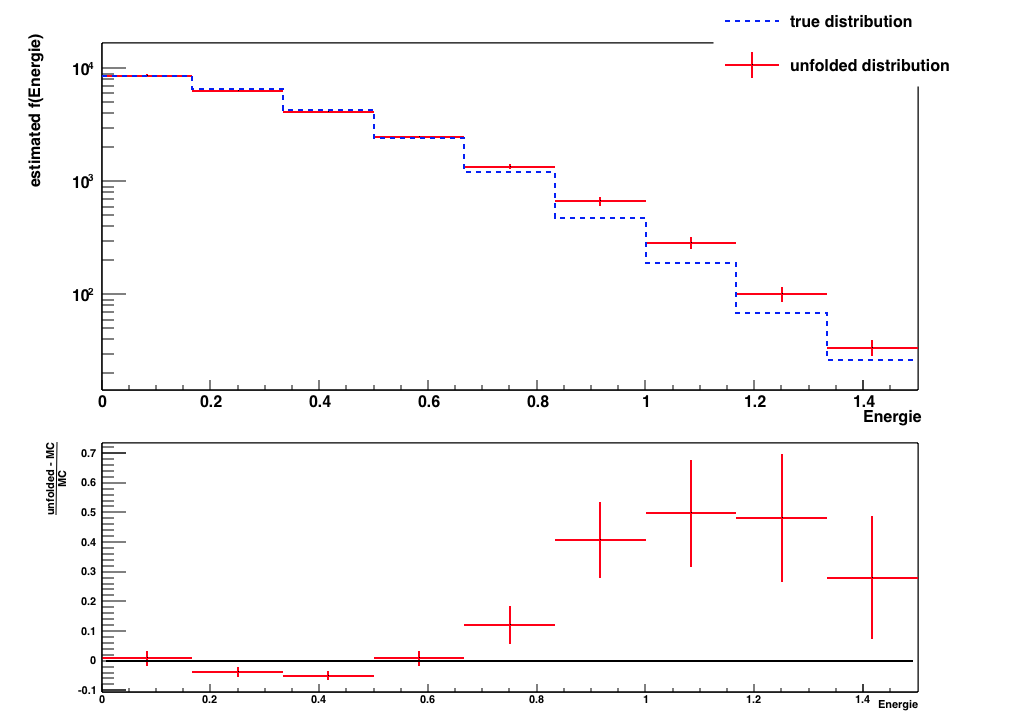 true distribution
unfolded distribution
estimated f(Energie)
10⁴
10³
10²
0 0.2 0.4 0.6 0.8 1 1.2 1.4
Energie
unfolded - MC
MC
0.7
0.6
0.5
0.4
0.3
0.2
0.1
0
-0.1
0 0.2 0.4 0.6 0.8 1 1.2 1.4
Energie